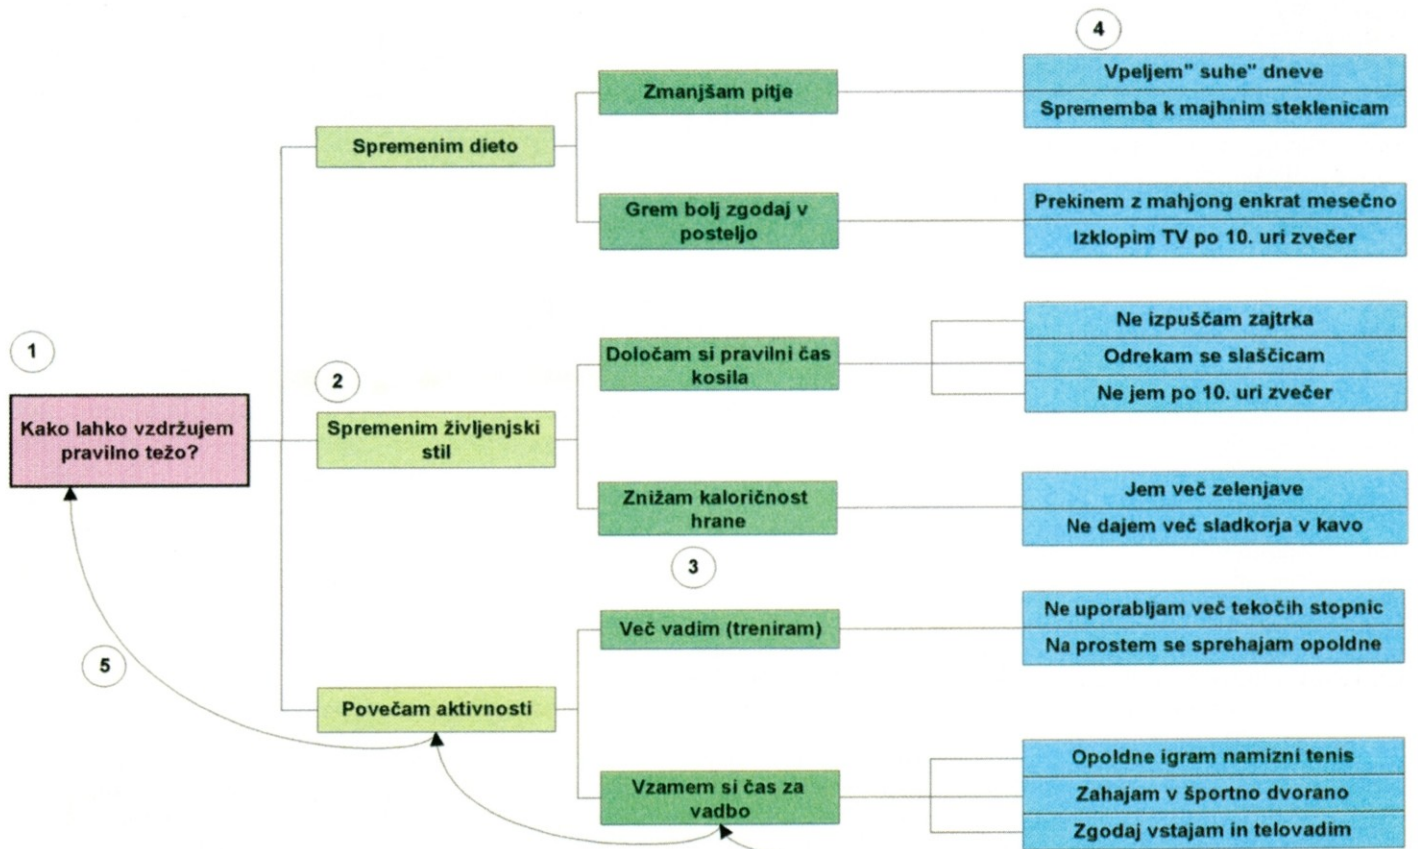 4
Vpeljem" suhe" dneve
Zmanjšam pitje
Sprememba k majhnim steklenicam
Spremenim dieto
Prekinem z mahjong enkrat mesečno
Grem bolj zgodaj v
posteljo
Izklopim TV po 10. uri zvečer
1
2
Ne izpuščam zajtrka
Določam si pravilni čas
kosila
Odrekam se slaščicam
Ne jem po 10. uri zvečer
Kako lahko vzdržujem
pravilno težo?
Spremenim življenjski
stil
Znižam kaloričnost
hrane
Jem več zelenjave
Ne dajem več sladkorja v kavo
3
Več vadim (treniram)
Ne uporabljam več tekočih stopnic
Na prostem se sprehajam opoldne
5
Povečam aktivnosti
Vzamem si čas za
vadbo
Opoldne igram namizni tenis
Zahajam v športno dvorano
Zgodaj vstajam in telovadim